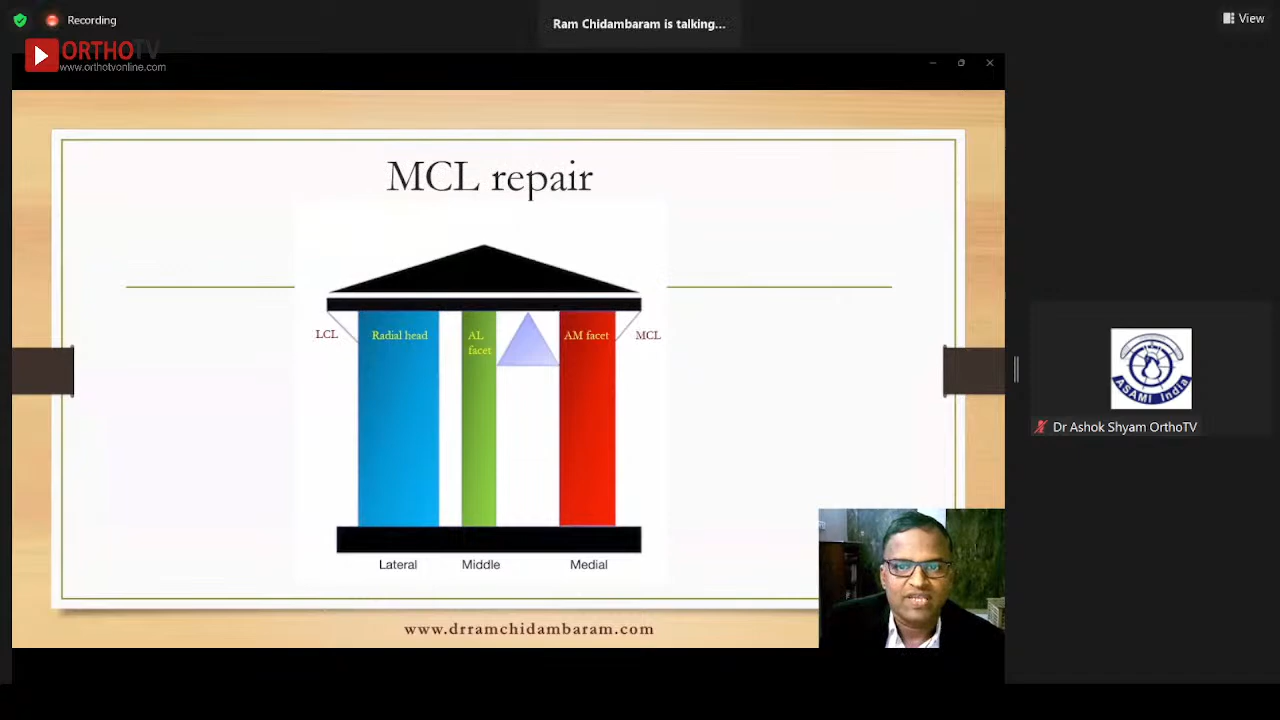 Recording
Ram Chidambaram is talking...
View
ORTHOTV
www.orthotvonline.com
MCL repair
LCL
Radial head
AL
facet
AM facet
MCL
Lateral
Middle
Medial
www.drramchidambaram.com
ASAMI India
Dr Ashok Shyam OrthoTV